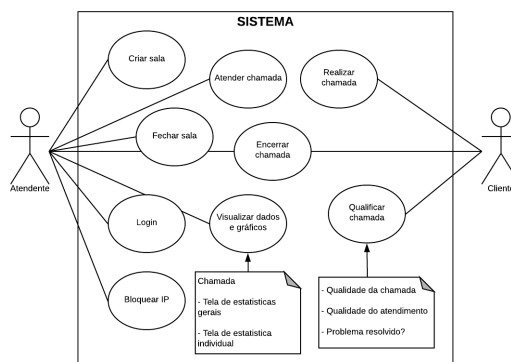 SISTEMA
Criar sala
Atender chamada
Realizar
chamada
Fechar sala
Encerrar
chamada
Atendente
Cliente
Login
Visualizar dados
e gráficos
Qualificar
chamada
Bloquear IP
Chamada
- Tela de estatisticas
gerais
- Tela de estatistica
individual
- Qualidade da chamada
- Qualidade do atendimento
- Problema resolvido?